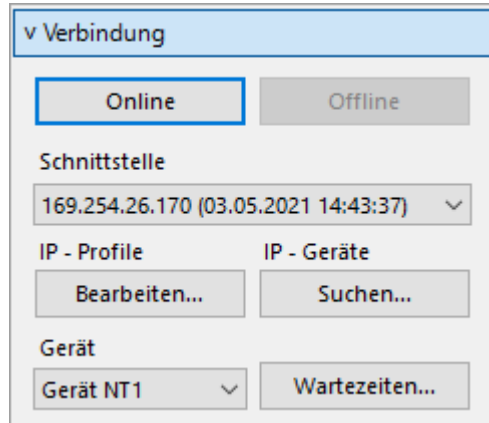 v Verbindung
Online Offline
Schnittstelle
169.254.26.170 (03.05.2021 14:43:37)
IP - Profile IP - Geräte
Bearbeiten... Suchen...
Gerät
Gerät NT1 Wartezeiten...